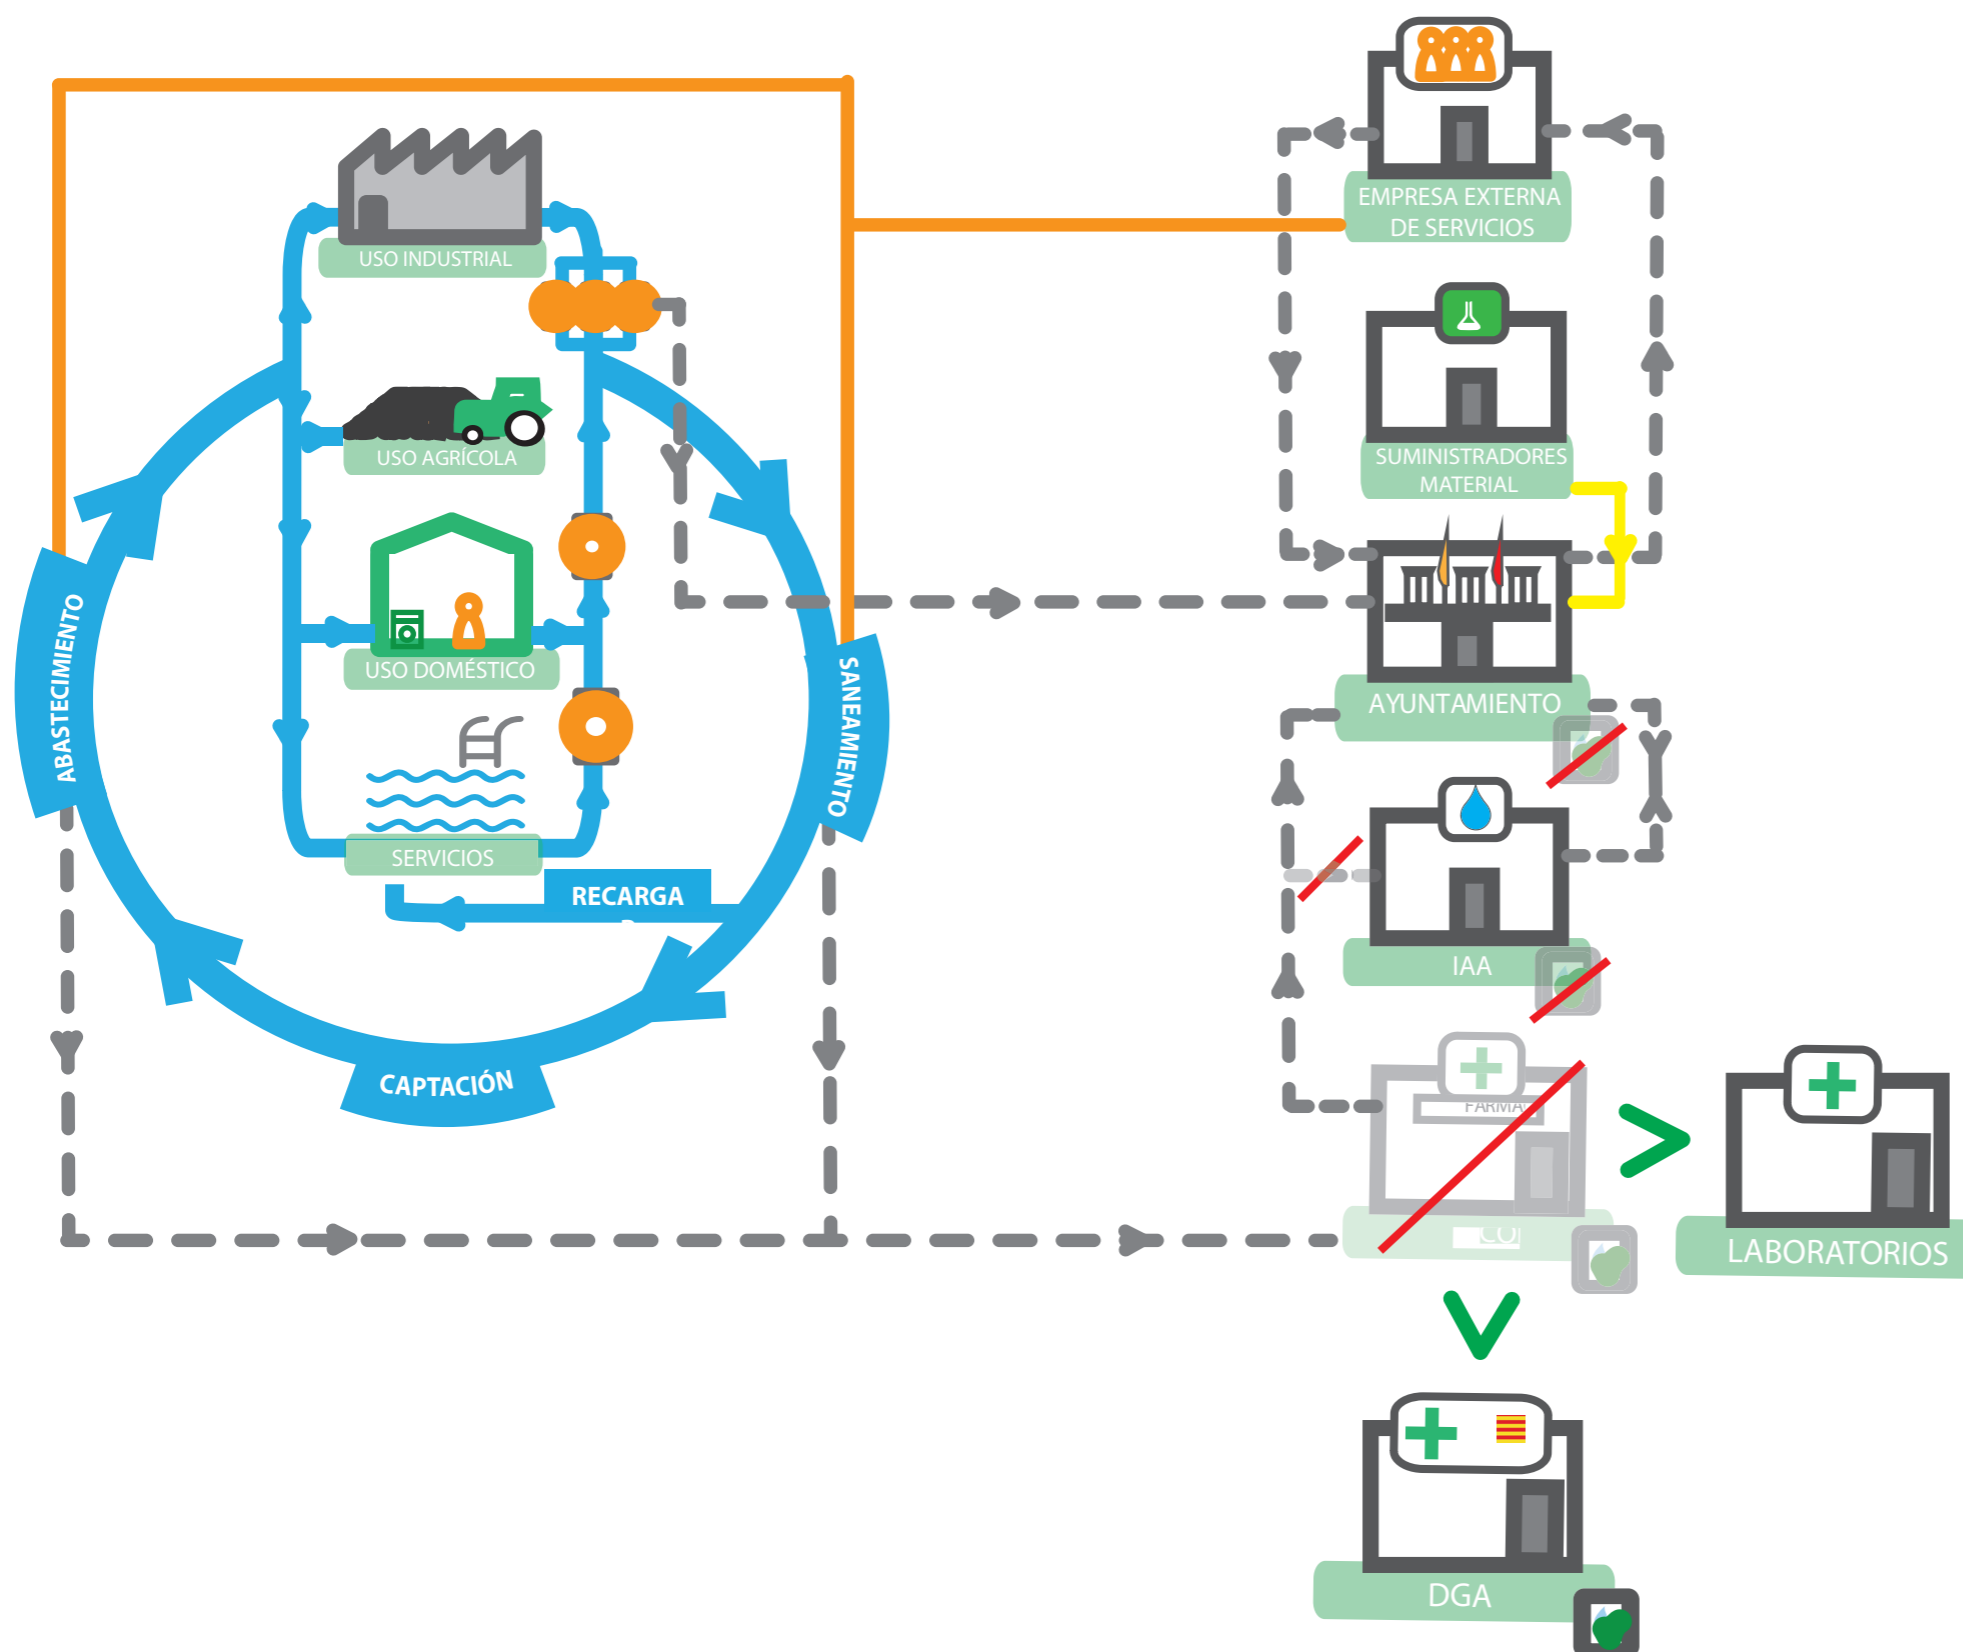 EMPRESA EXTERNA
DE SERVICIOS
USO INDUSTRIAL
USO AGRÍCOLA
SUMINISTRADORES
MATERIAL
ABASTECIMIENTO
USO DOMÉSTICO
SANEAMIENTO
AYUNTAMIENTO
SERVICIOS
RECARGA
IAA
CAPTACIÓN
FARMA
CO
LABORATORIOS
DGA